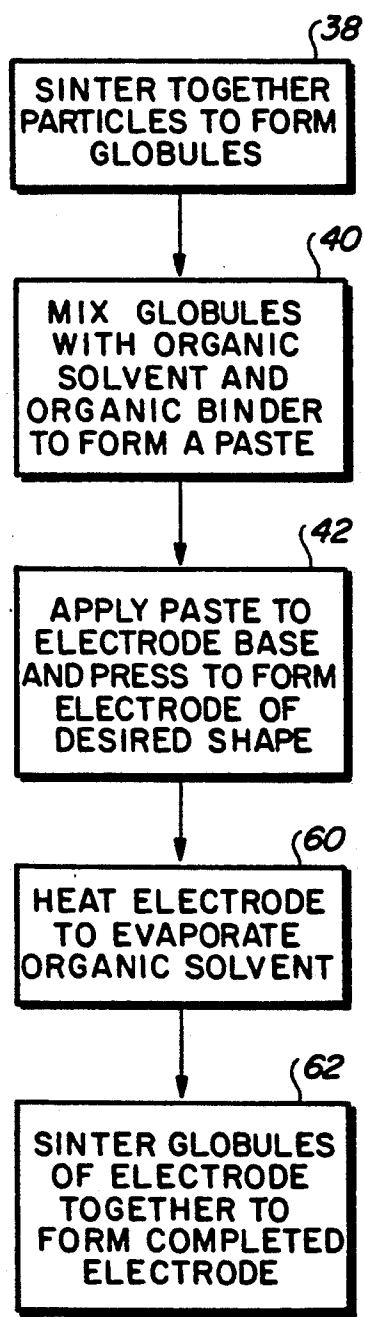 38
SINTER TOGETHER
PARTICLES TO FORM
GLOBULES
40
MIX GLOBULES
WITH ORGANIC
SOLVENT AND
ORGANIC BINDER
TO FORM A PASTE
42
APPLY PASTE TO
ELECTRODE BASE
AND PRESS TO FORM
ELECTRODE OF
DESIRED SHAPE
60
HEAT ELECTRODE
TO EVAPORATE
ORGANIC SOLVENT
62
SINTER GLOBULES
OF ELECTRODE
TOGETHER TO
FORM COMPLETED
ELECTRODE